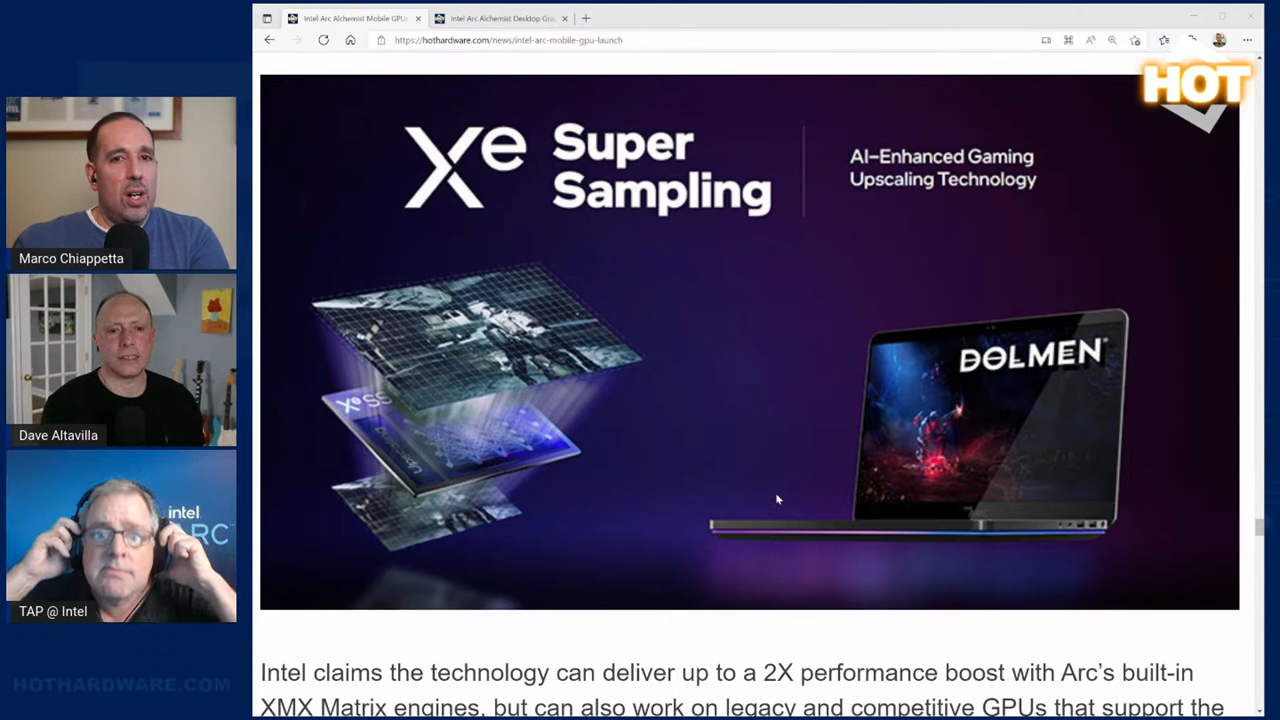 Intel Arc Alchemist Mobile GPUs
Intel Arc Alchemist Desktop Gra
https://hothardware.com/news/intel-arc-mobile-gpu-launch
HOT
Xe Super Sampling
AI-Enhanced Gaming
Upscaling Technology
Marco Chiappetta
DOLMEN
XeSS
Dave Altavilla
intel
ARC
TAP @ Intel
Intel claims the technology can deliver up to a 2X performance boost with Arc's built-in
XMX Matrix engines, but can also work on legacy and competitive GPUs that support the
HOTHARDWARE.COM